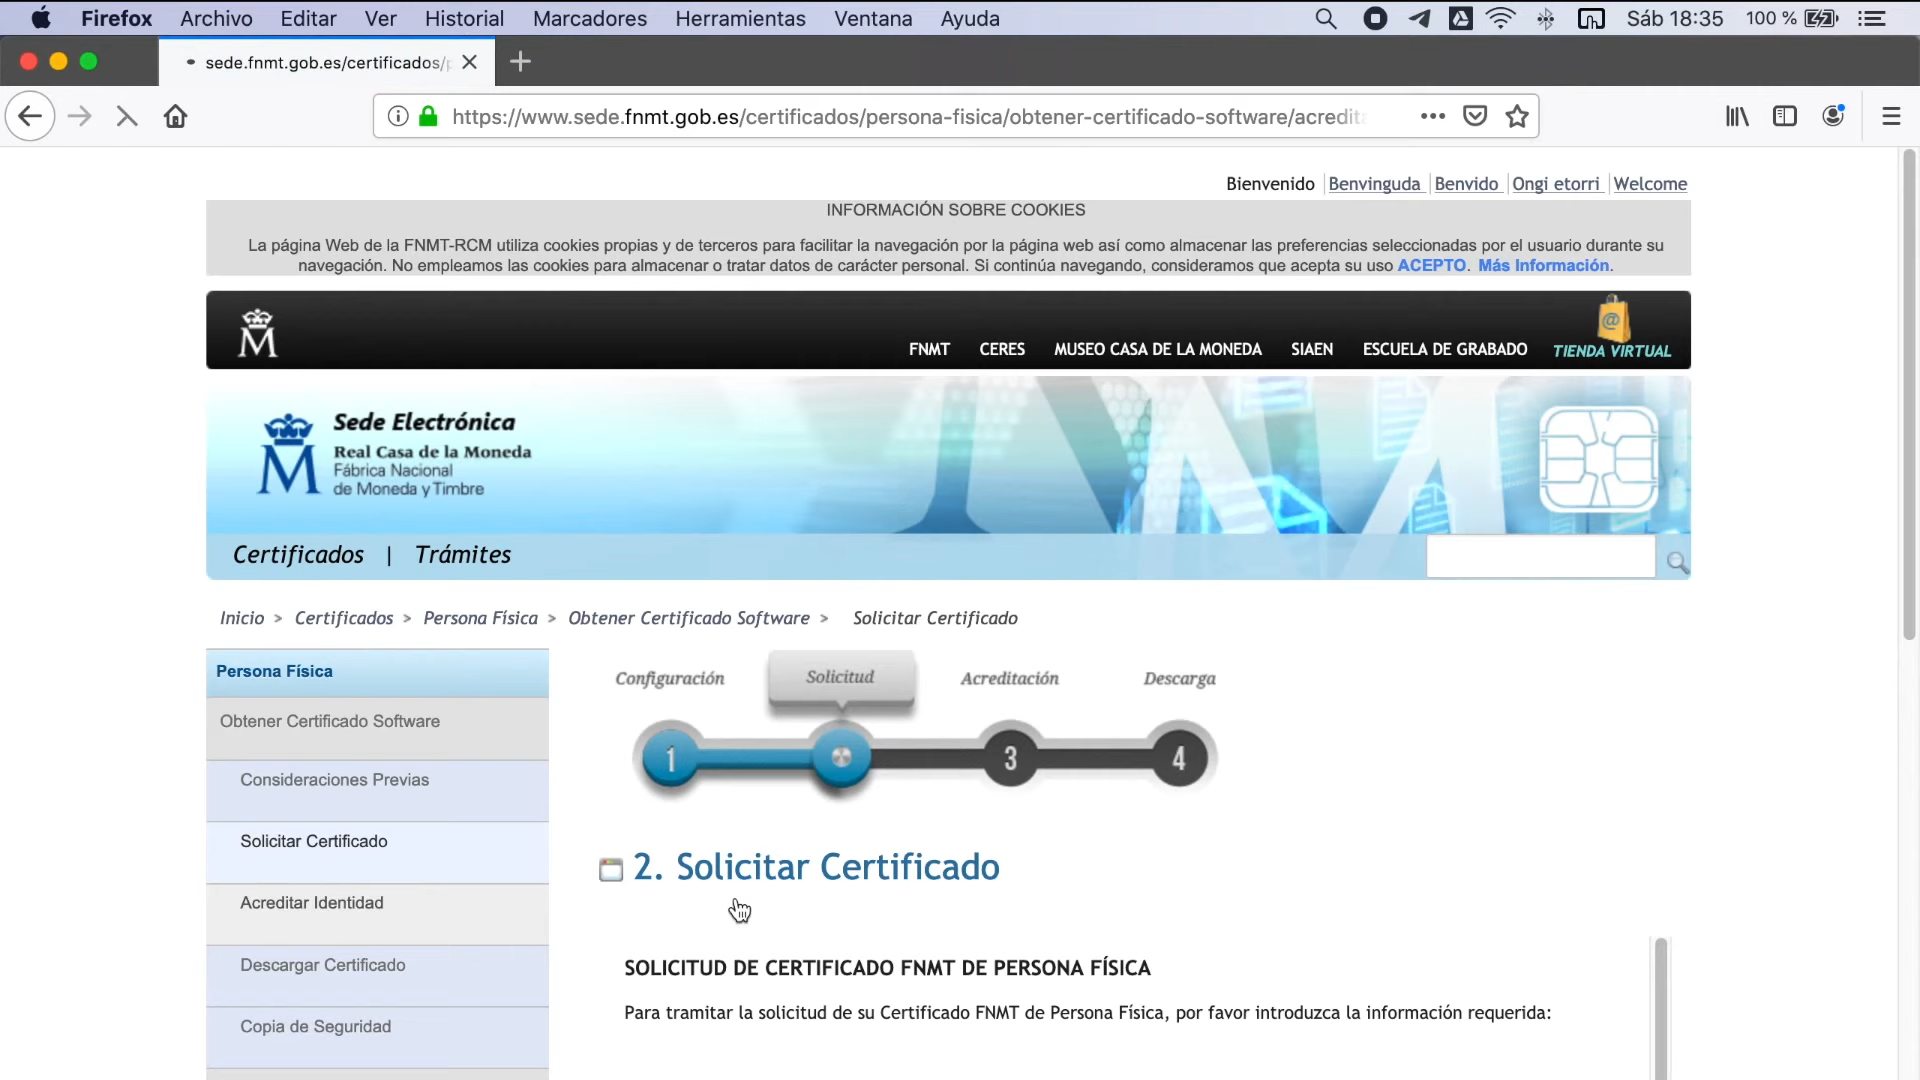 Firefox Archivo Editar Ver Historial Marcadores Herramientas Ventana Ayuda Sáb 18:35 100 %
sede.fnmt.gob.es/certificados/
https://www.sede.fnmt.gob.es/certificados/persona-fisica/obtener-certificado-software/acredita
Bienvenido Benvinguda Benvido Ongi etorri Welcome
INFORMACIÓN SOBRE COOKIES
La página Web de la FNMT-RCM utiliza cookies propias y de terceros para facilitar la navegación por la página web así como almacenar las preferencias seleccionadas por el usuario durante su
navegación. No empleamos las cookies para almacenar o tratar datos de carácter personal. Si continúa navegando, consideramos que acepta su uso ACEPTO. Más Información.
FNMT CERES MUSEO CASA DE LA MONEDA SIAEN ESCUELA DE GRABADO TIENDA VIRTUAL
Sede Electrónica
Real Casa de la Moneda
Fábrica Nacional
de Moneda y Timbre
Certificados | Trámites
Inicio > Certificados > Persona Física > Obtener Certificado Software > Solicitar Certificado
Persona Física
Obtener Certificado Software
Consideraciones Previas
Solicitar Certificado
Acreditar Identidad
Descargar Certificado
Copia de Seguridad
Configuración Solicitud Acreditación Descarga
1 3 4
2. Solicitar Certificado
SOLICITUD DE CERTIFICADO FNMT DE PERSONA FÍSICA
Para tramitar la solicitud de su Certificado FNMT de Persona Física, por favor introduzca la información requerida: